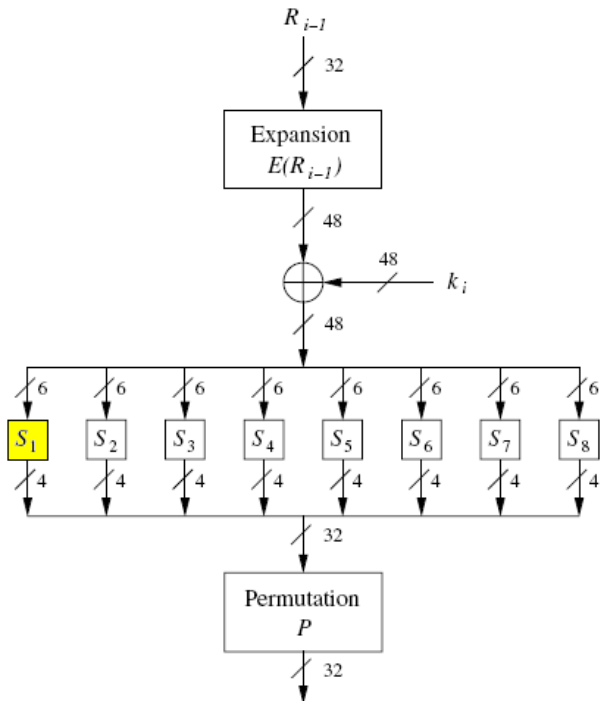 R i–1
32
Expansion
E(R i–1)
48
48
k i
48
6 6 6 6 6 6 6 6
S1 S2 S3 S4 S5 S6 S7 S8
4 4 4 4 4 4 4 4
32
Permutation
P
32